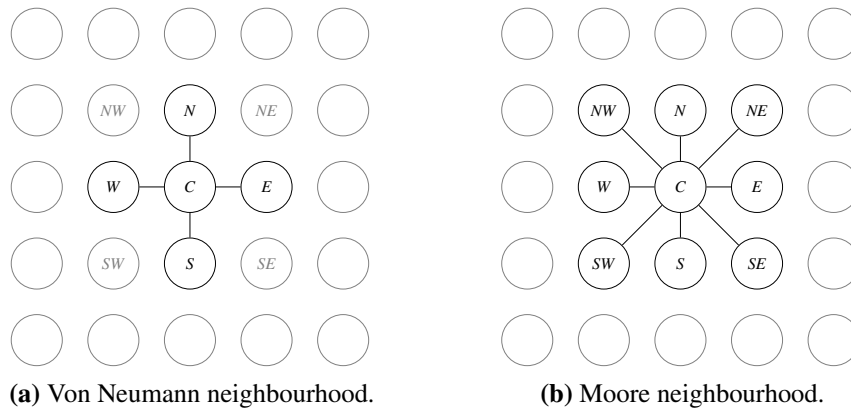 NW N NE NW N NE
W C E W C E
SW S SE SW S SE
(a) Von Neumann neighbourhood. (b) Moore neighbourhood.